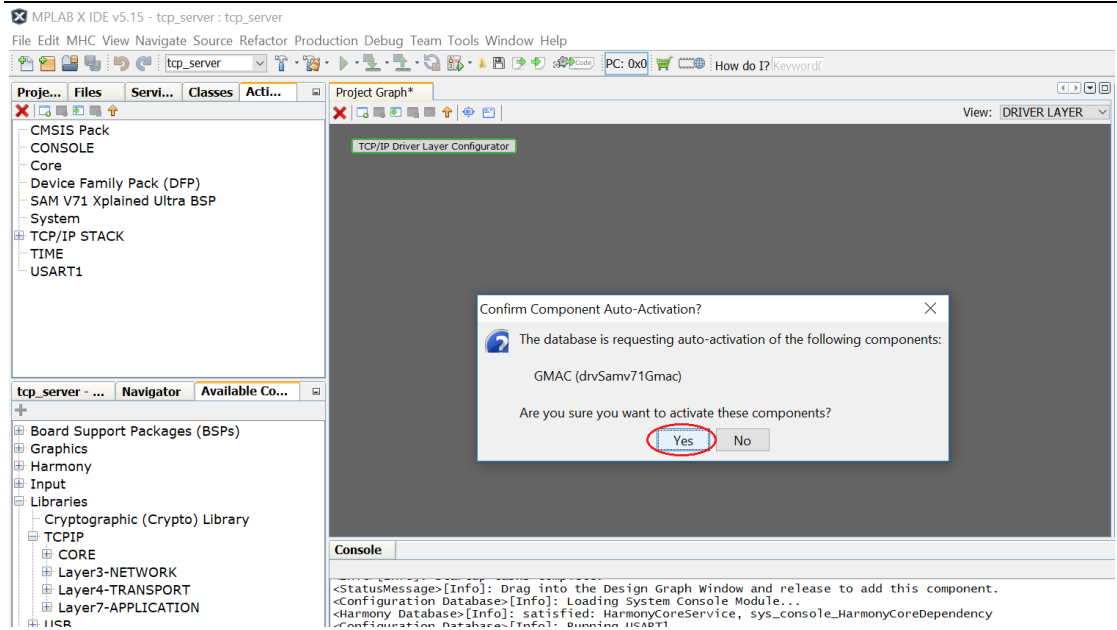 MPLAB X IDE v5.15 - tcp_server : tcp_server
File Edit MHC View Navigate Source Refactor Production Debug Team Tools Window Help
tcp_server PC: 0x0 How do I?
Proje... Files Servi... Classes Acti...
Project Graph*
View: DRIVER LAYER
CMSIS Pack
CONSOLE
Core
Device Family Pack (DFP)
SAM V71 Xplained Ultra BSP
System
TCP/IP STACK
TIME
USART1
TCP/IP Driver Layer Configurator
Confirm Component Auto-Activation?
The database is requesting auto-activation of the following components:
GMAC (drvSamv71Gmac)
Are you sure you want to activate these components?
Yes No
tcp_server - ... Navigator Available Co...
Board Support Packages (BSPs)
Graphics
Harmony
Input
Libraries
Cryptographic (Crypto) Library
TCPIP
CORE
Layer3-NETWORK
Layer4-TRANSPORT
Layer7-APPLICATION
USB
Console
<StatusMessage>[Info]: Drag into the Design Graph Window and release to add this component.
<Configuration Database>[Info]: Loading System Console Module...
<Harmony Database>[Info]: satisfied: HarmonyCoreService, sys_console_HarmonyCoreDependency
<Configuration Database>[Info]: Running USART1